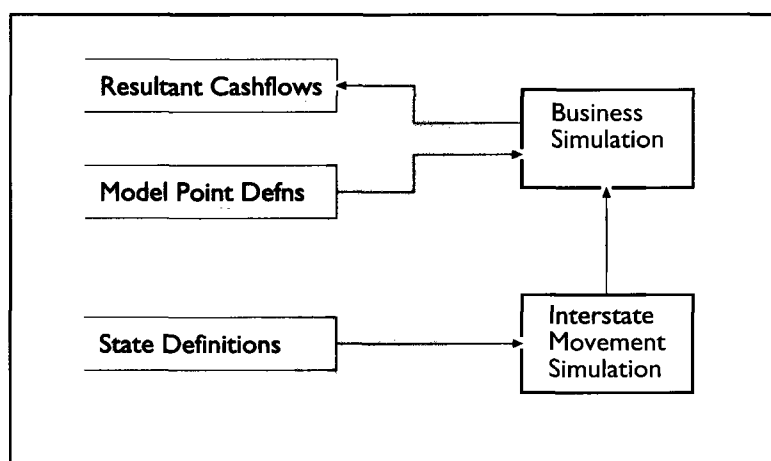 Resultant Cashflows
Business
Simulation
Model Point Defns
State Definitions
Interstate
Movement
Simulation